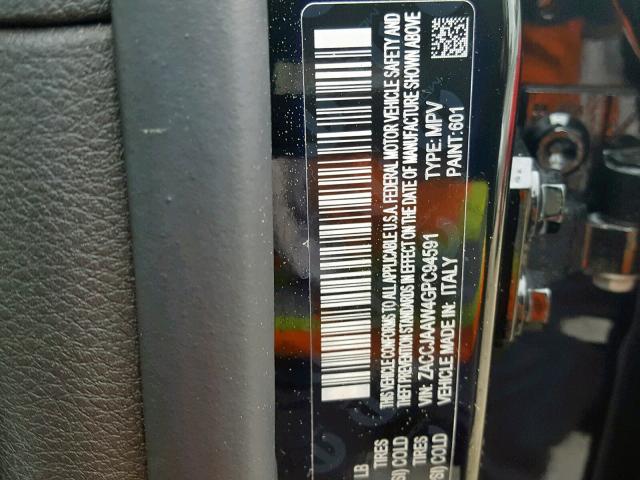 LB
TIRES
SI) COLD
TIRES
PSI) COLD
THIS VEHICLE CONFORMS TO ALL APPLICABLE U.S.A. FEDERAL MOTOR VEHICLE SAFETY AND
THEFT PREVENTION STANDARDS IN EFFECT ON THE DATE OF MANUFACTURE SHOWN ABOVE
VIN: ZACCJAAW4GPC94591 TYPE: MPV
VEHICLE MADE IN: ITALY PAINT: 601